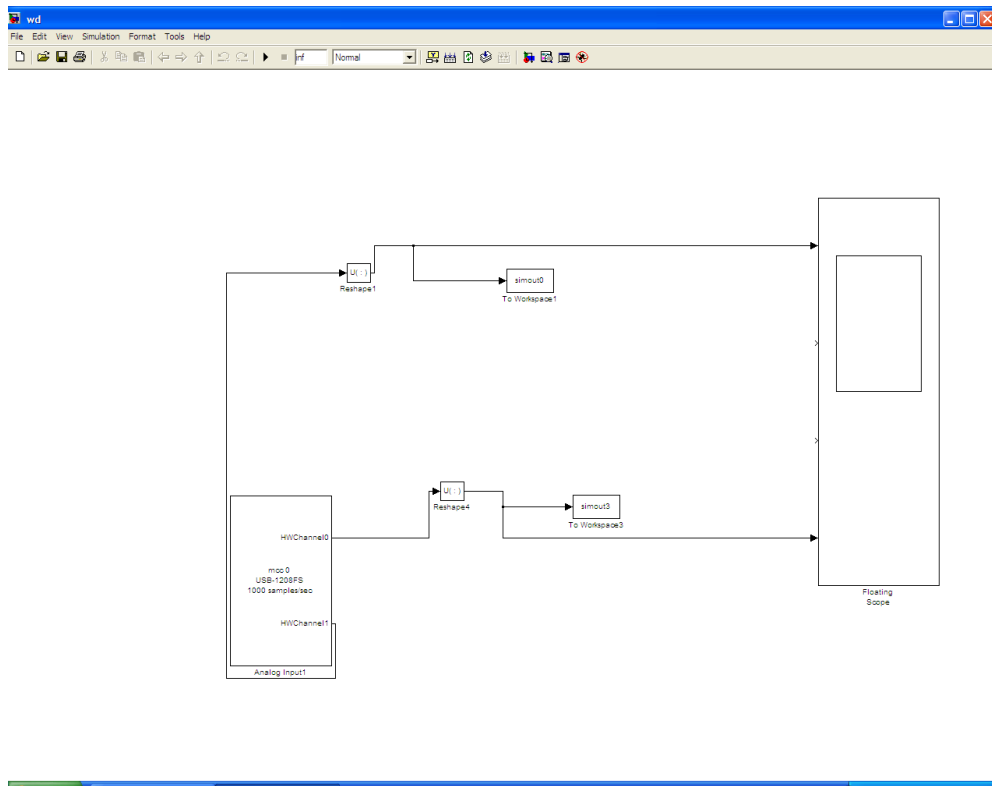 wd
File Edit View Simulation Format Tools Help
inf Normal
U( : )
Reshape1
simout0
To Workspace1
U( : )
Reshape4
simout3
To Workspace3
HWChannel0
mcc 0
USB-1208FS
1000 samples/sec
HWChannel1
Analog Input1
Floating
Scope